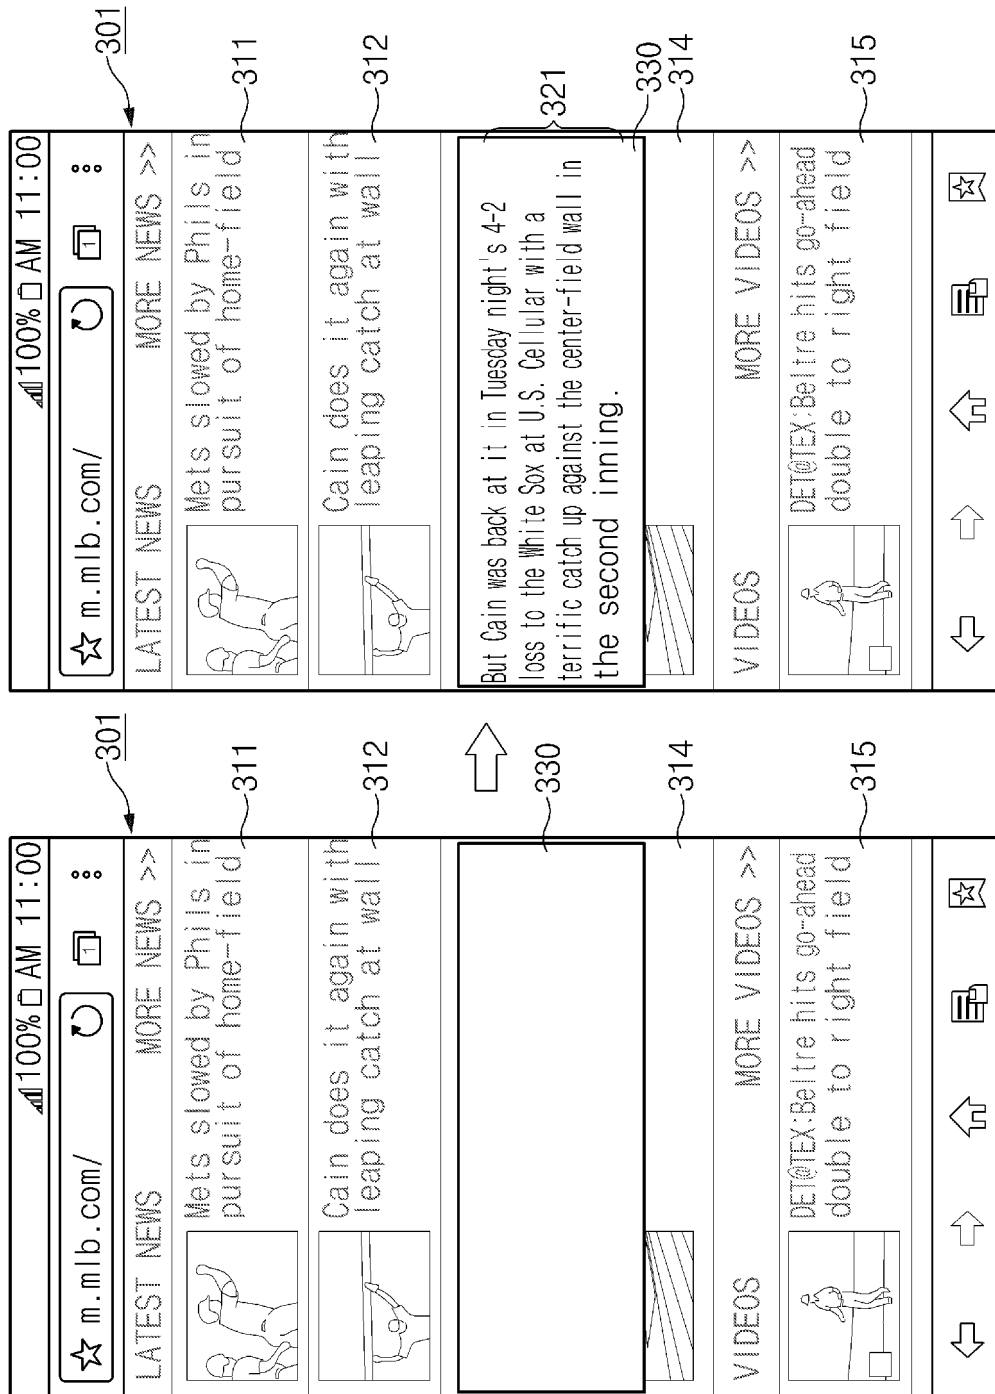 100% AM 11:00
m.mlb.com/
1
LATEST NEWS MORE NEWS >>
Mets slowed by Phils in
pursuit of home-field
Cain does it again with
leaping catch at wall
VIDEOS MORE VIDEOS >>
DET@TEX:Beltre hits go-ahead
double to right field
301
311
312
330
314
315
100% AM 11:00
m.mlb.com/
1
LATEST NEWS MORE NEWS >>
Mets slowed by Phils in
pursuit of home-field
Cain does it again with
leaping catch at wall
But Cain was back at it in Tuesday night's 4-2
loss to the White Sox at U.S. Cellular with a
terrific catch up against the center-field wall in
the second inning.
VIDEOS MORE VIDEOS >>
DET@TEX:Beltre hits go-ahead
double to right field
301
311
312
321
330
314
315